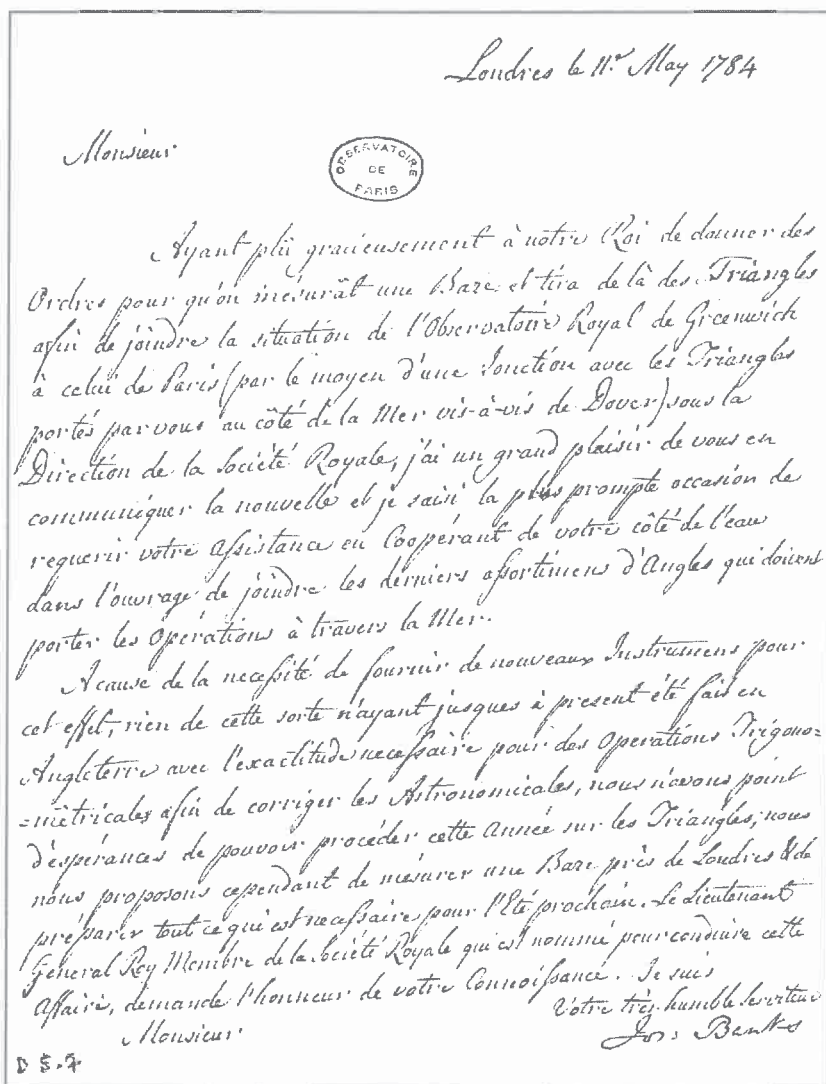 Londres le 11.e May 1784
Monsieur
OBSERVATOIRE
DE
PARIS
Ayant plû gracieusement à notre Roi de donner des
Ordres pour qu'on mésurât une Baze et tira de là des Triangles
afin de joindre la situation de l'Observatoire Royal de Greenwich
à celui de Paris (par le moyen d'une Jonction avec les Triangles
portés par vous au côté de la Mer vis-à-vis de Dover) sous la
Direction de la Société Royale, j'ai un grand plaisir de vous en
communiquer la nouvelle et je saisi la plus prompte occasion de
requerir votre Assistance en Coopérant de votre côté de l'eau
dans l'ouvrage de joindre les derniers assortimens d'Angles qui doivent
porter les Opérations à travers la Mer.
A cause de la necessité de fournir de nouveaux Instrumens pour
cet effet, rien de cette sorte n'ayant jusques à present été fait en
Angleterre avec l'exactitude necessaire pour des Operations Trigono=
=mètricales afin de corriger les Astronomicales, nous n'avons point
d'espérances de pouvoir procéder cette Année sur les Triangles; nous
nous proposons cependant de mésurer une Baze près de Londres & de
préparer tout ce qui est necessaire pour l'Eté prochain. Le Lieutenant
General Roy Membre de la Société Royale qui est nommé pour conduire cette
Affaire, demande l'honneur de votre Connoissance. Je suis
Votre très humble Serviteur
Monsieur
Jos: Banks
D 5.7